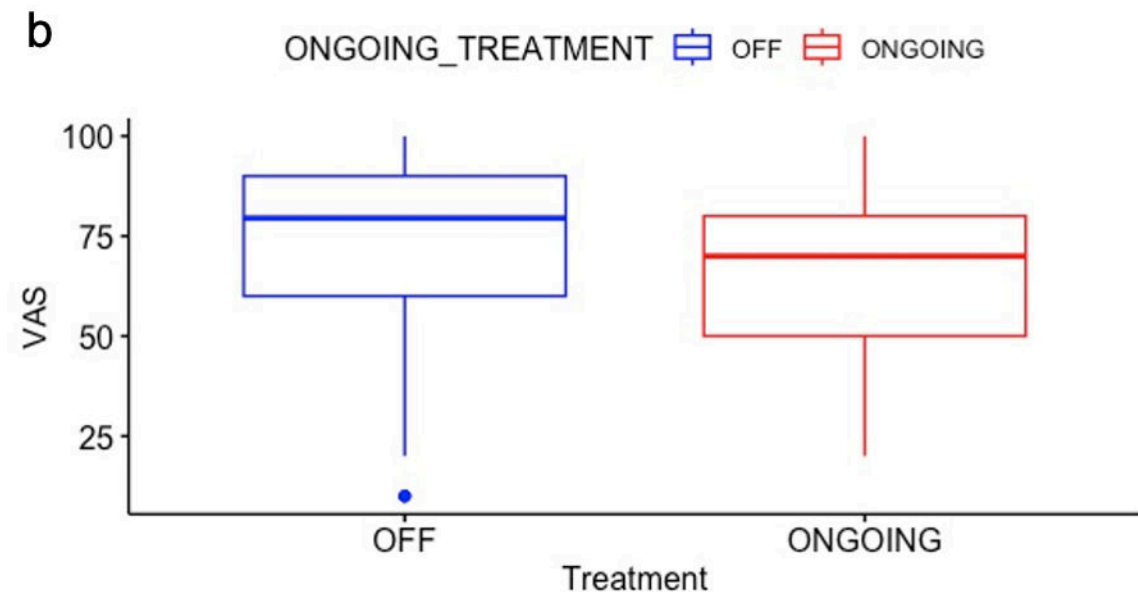 b
ONGOING_TREATMENT OFF ONGOING
100
75
50
25
VAS
OFF ONGOING
Treatment